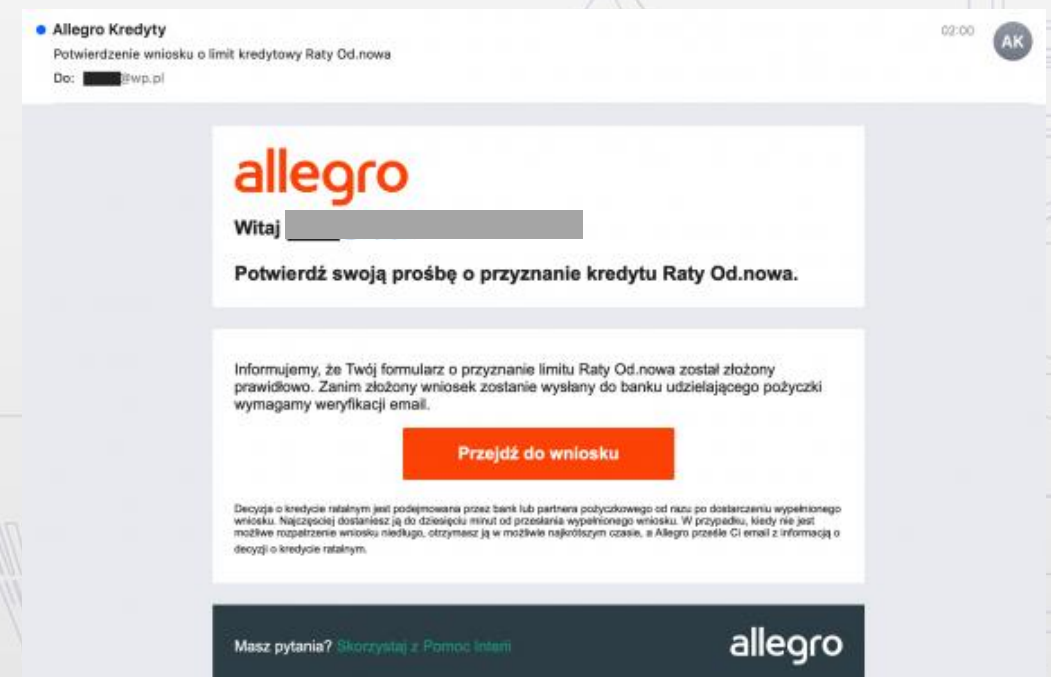 Allegro Kredyty
02:00
AK
Potwierdzenie wniosku o limit kredytowy Raty Od.nowa
Do: @wp.pl
allegro
Witaj
Potwierdź swoją prośbę o przyznanie kredytu Raty Od.nowa.
Informujemy, że Twój formularz o przyznanie limitu Raty Od.nowa został złożony
prawidłowo. Zanim złożony wniosek zostanie wysłany do banku udzielającego pożyczki
wymagamy weryfikacji email.
Przejdź do wniosku
Decyzja o kredycie ratalnym jest podejmowana przez bank lub partnera pożyczkowego od razu po dostarczeniu wypełnionego
wniosku. Najczęsciej dostaniesz ją do dziesięciu minut od przesłania wypełnionego wniosku. W przypadku, kiedy nie jest
możliwe rozpatrzenie wniosku niedługo, otrzymasz ją w możliwie najkrótszym czasie, a Allegro prześle Ci email z informacją o
decyzji o kredycie ratalnym.
Masz pytania? Skorzystaj z Pomoc Interii
allegro